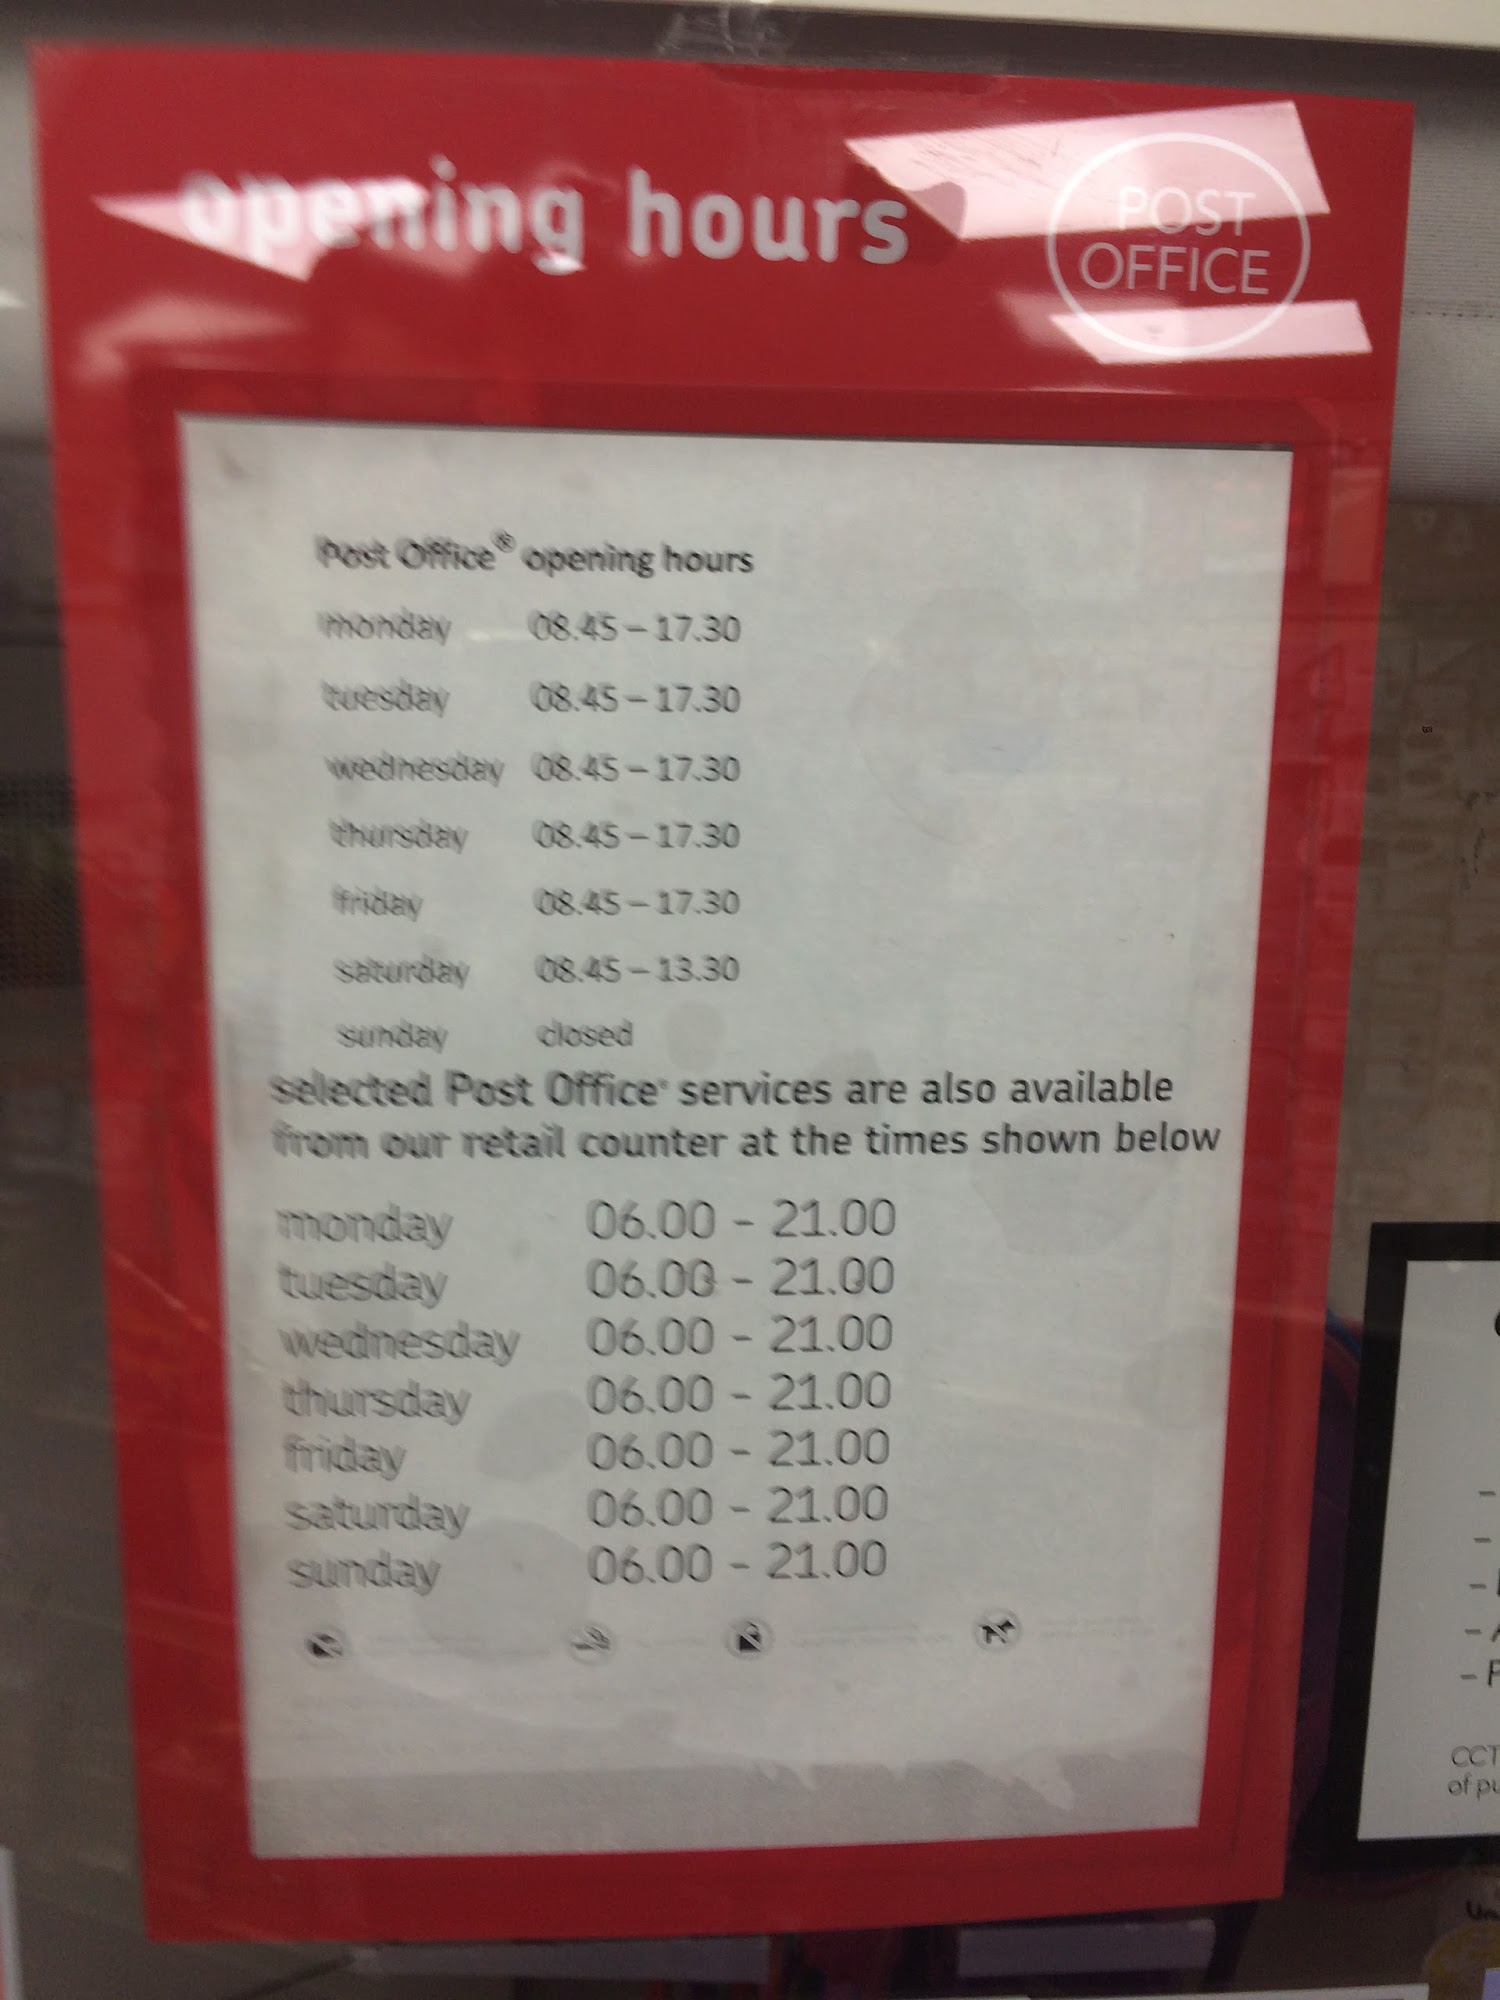 opening hours
POST
OFFICE
Post Office® opening hours
monday 08.45 – 17.30
tuesday 08.45 – 17.30
wednesday 08.45 – 17.30
thursday 08.45 – 17.30
friday 08.45 – 17.30
saturday 08.45 – 13.30
sunday closed
selected Post Office® services are also available
from our retail counter at the times shown below
monday 06.00 - 21.00
tuesday 06.00 - 21.00
wednesday 06.00 - 21.00
thursday 06.00 - 21.00
friday 06.00 - 21.00
saturday 06.00 - 21.00
sunday 06.00 - 21.00
of